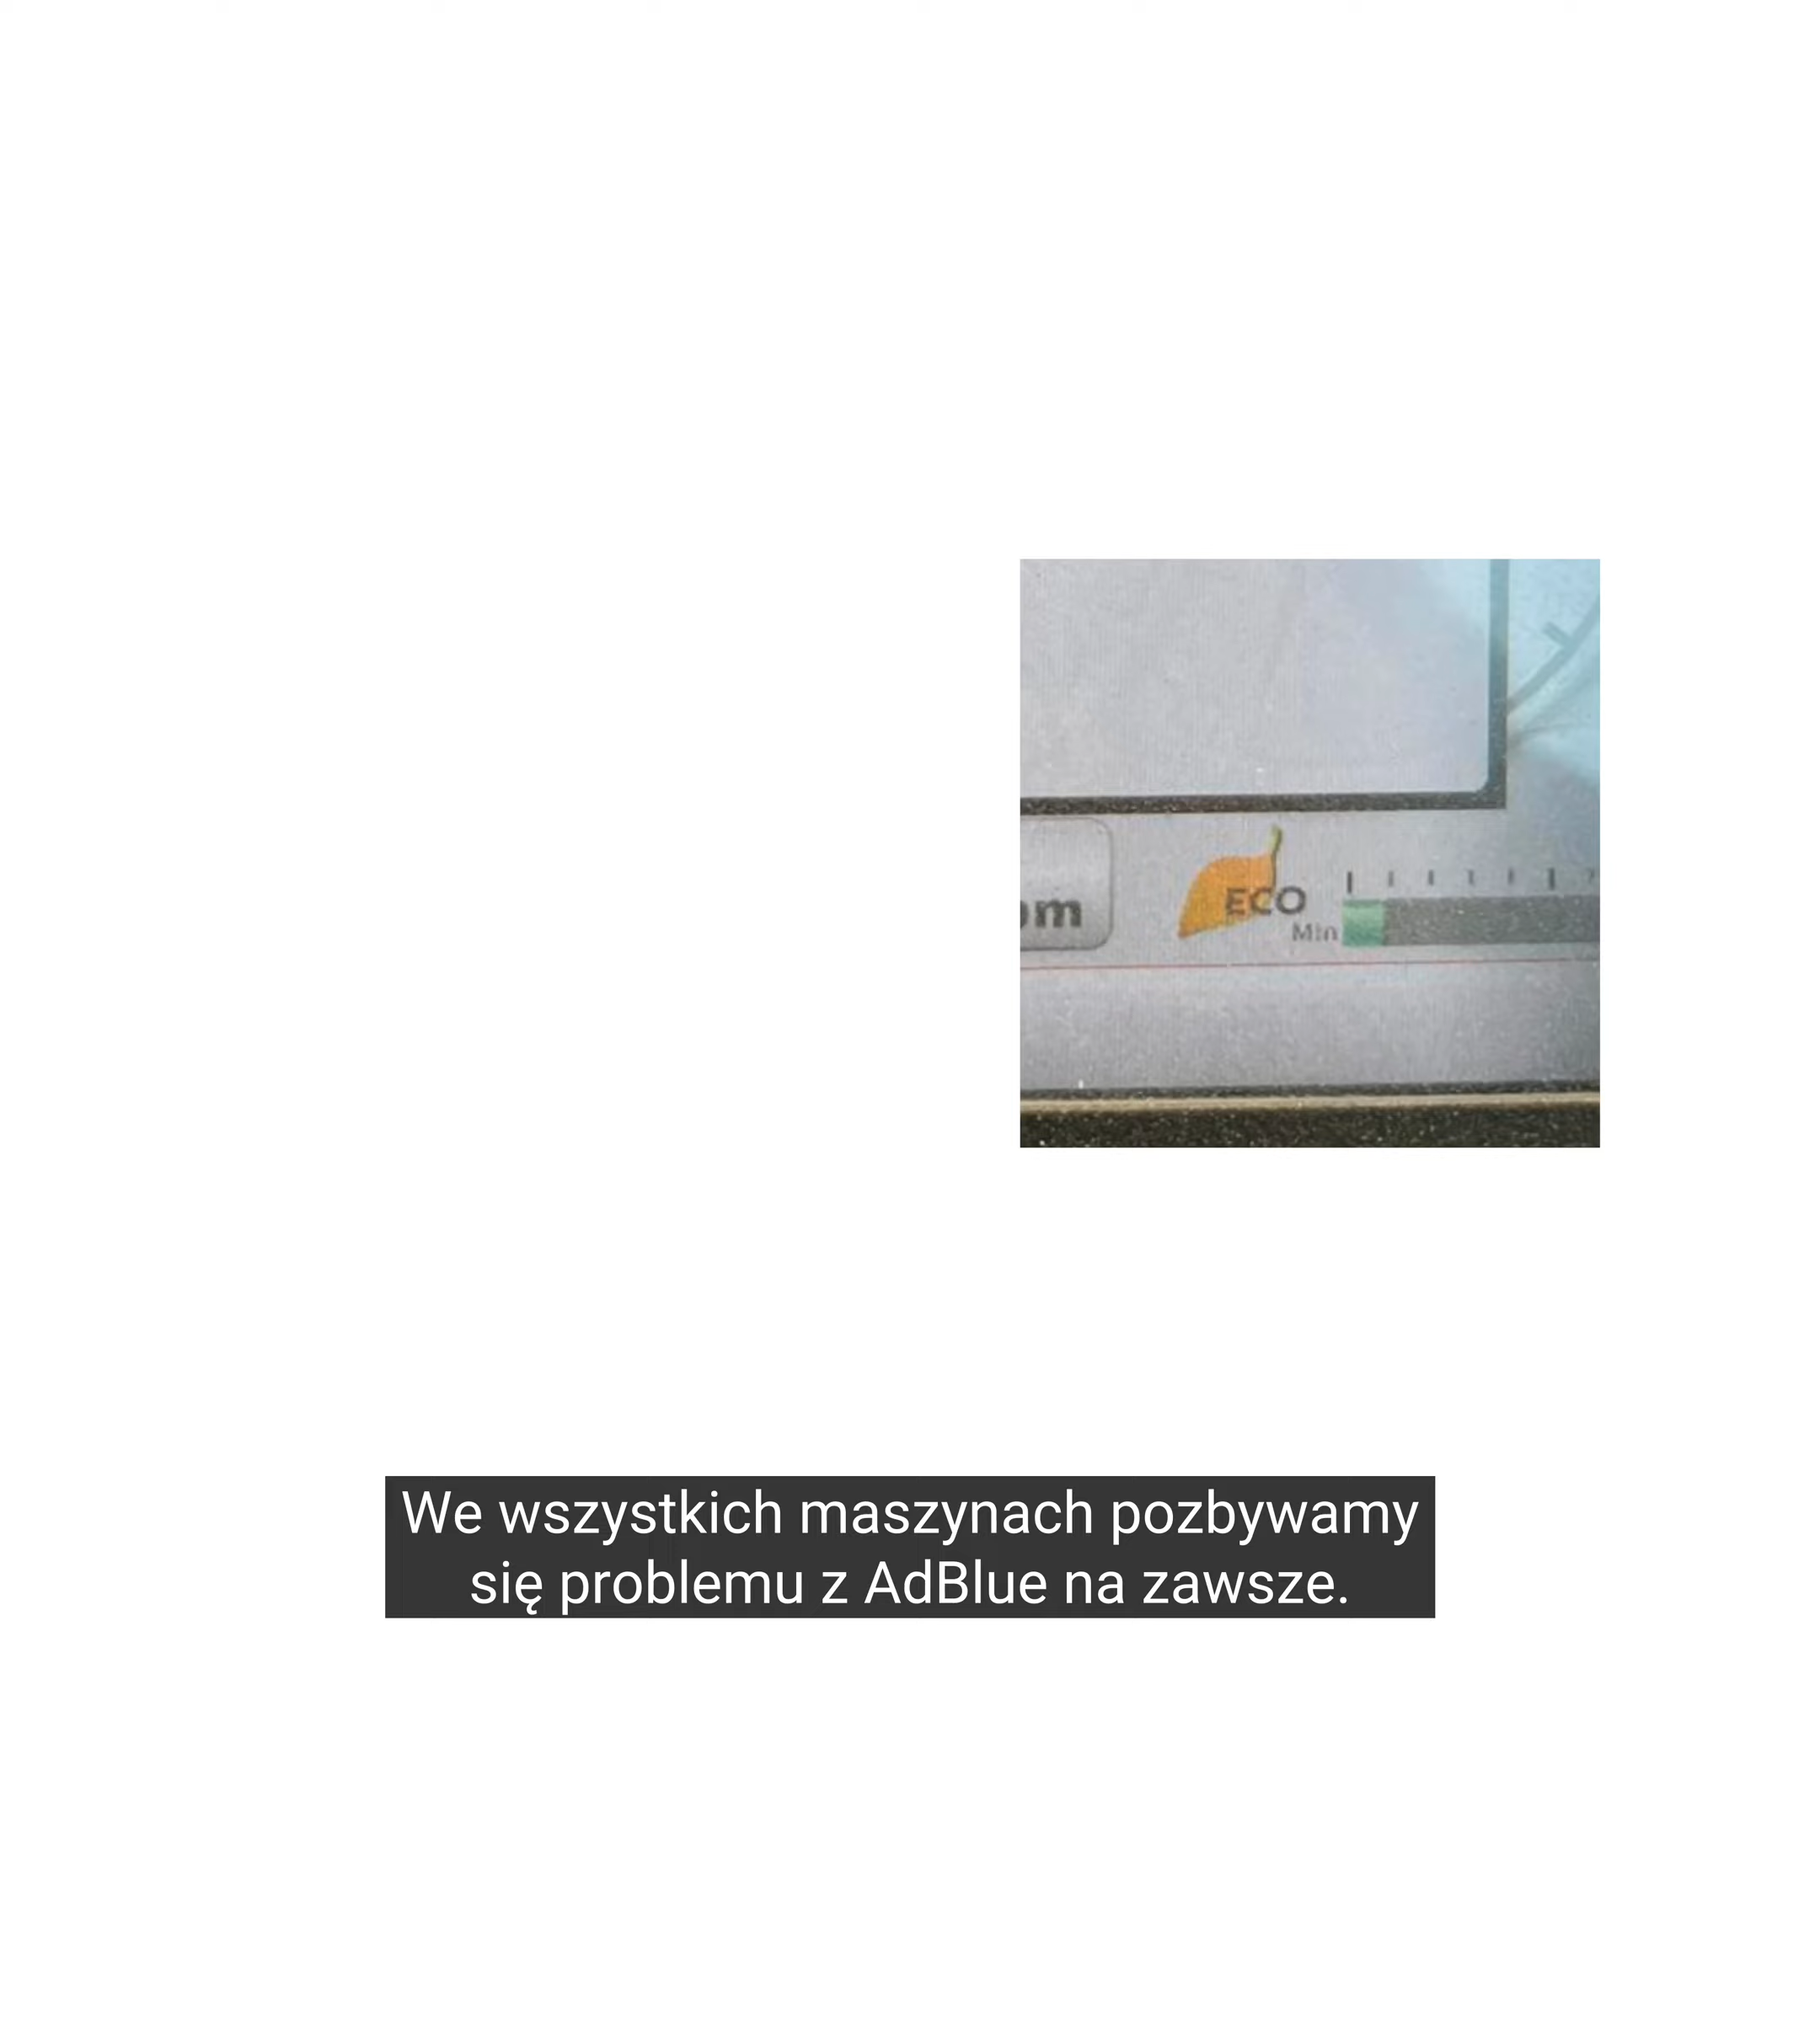 ECO
Min
We wszystkich maszynach pozbywamy
się problemu z AdBlue na zawsze.